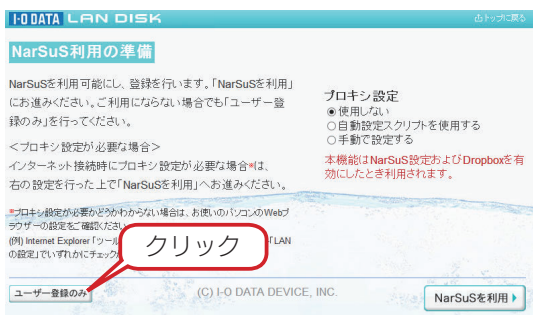 I-O DATA LAN DISK
トップに戻る
NarSuS利用の準備
NarSuSを利用可能にし、登録を行います。「NarSuSを利用」
にお進みください。ご利用にならない場合でも「ユーザー登
録のみ」を行ってください。
<プロキシ設定が必要な場合>
インターネット接続時にプロキシ設定が必要な場合*は、
右の設定を行った上で「NarSuSを利用」へお進みください。
*プロキシ設定が必要かどうかわからない場合は、お使いのパソコンのWebブ
ラウザーの設定をご確認ください
(例) Internet Explorer「ツール
「LAN
の設定」でいずれかにチェック
プロキシ設定
使用しない
自動設定スクリプトを使用する
手動で設定する
本機能はNarSuS設定およびDropboxを有
効にしたとき利用されます。
クリック
ユーザー登録のみ
(C) I-O DATA DEVICE, INC.
NarSuSを利用